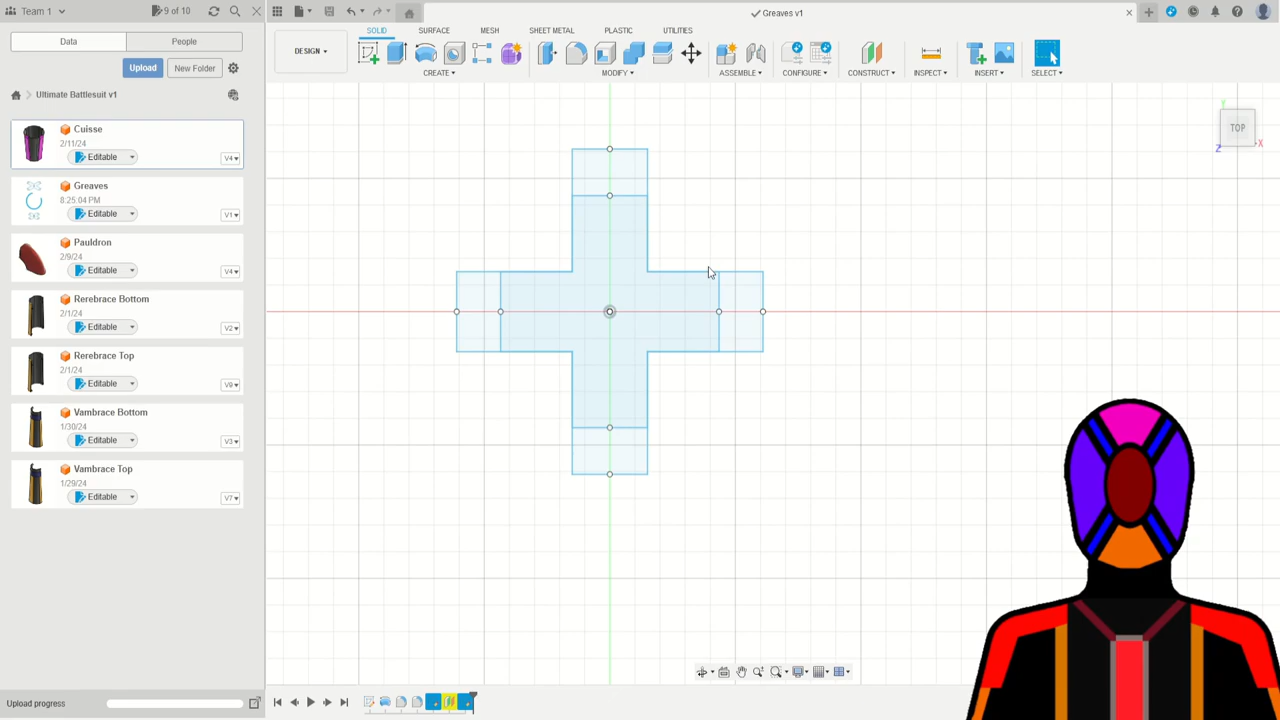 Team 1
9 of 10
Greaves v1
Data
People
Upload
New Folder
Ultimate Battlesuit v1
Cuisse
2/11/24
Editable
V4
Greaves
8:25:04 PM
Editable
V1
Pauldron
2/9/24
Editable
V4
Rerebrace Bottom
2/1/24
Editable
V2
Rerebrace Top
2/1/24
Editable
V9
Vambrace Bottom
1/30/24
Editable
V3
Vambrace Top
1/29/24
Editable
V7
Upload progress
DESIGN
SOLID
SURFACE
MESH
SHEET METAL
PLASTIC
UTILITIES
CREATE
MODIFY
ASSEMBLE
CONFIGURE
CONSTRUCT
INSPECT
INSERT
SELECT
Y
TOP
Z
X